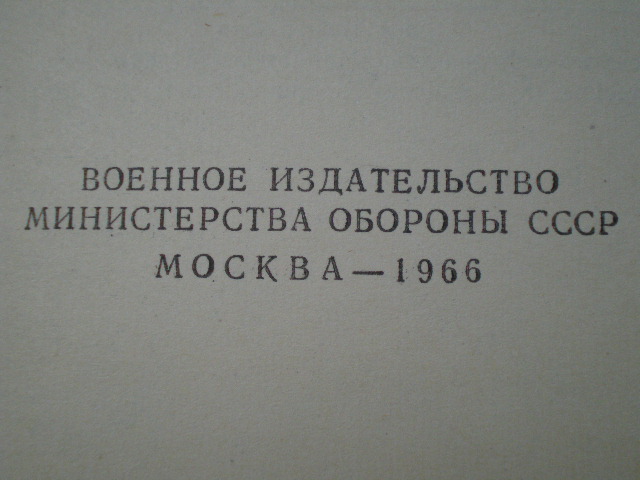 ВОЕННОЕ ИЗДАТЕЛЬСТВО
МИНИСТЕРСТВА ОБОРОНЫ СССР
МОСКВА — 1966